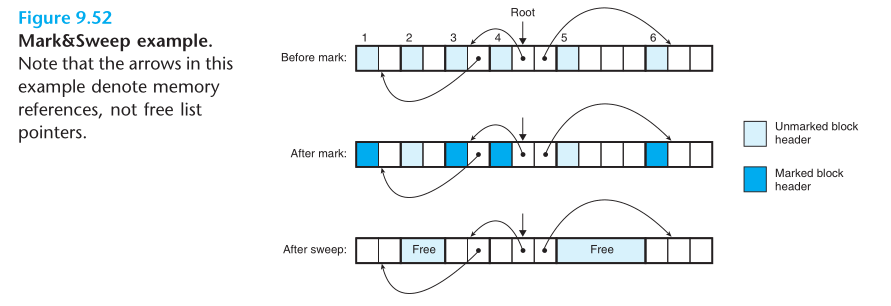 Figure 9.52
Mark&Sweep example.
Note that the arrows in this
example denote memory
references, not free list
pointers.
Root
1 2 3 4 5 6
Before mark:
After mark:
Unmarked block
header
Marked block
header
After sweep:
Free Free